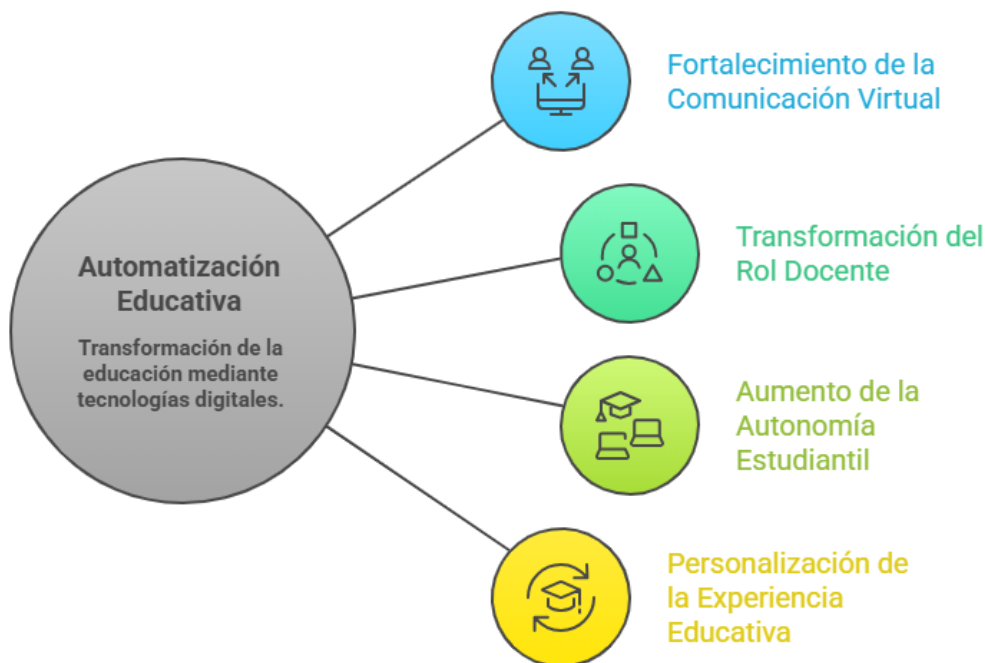 Automatización
Educativa
Transformación de la
educación mediante
tecnologías digitales.
Fortalecimiento de la
Comunicación Virtual
Transformación del
Rol Docente
Aumento de la
Autonomía
Estudiantil
Personalización de
la Experiencia
Educativa